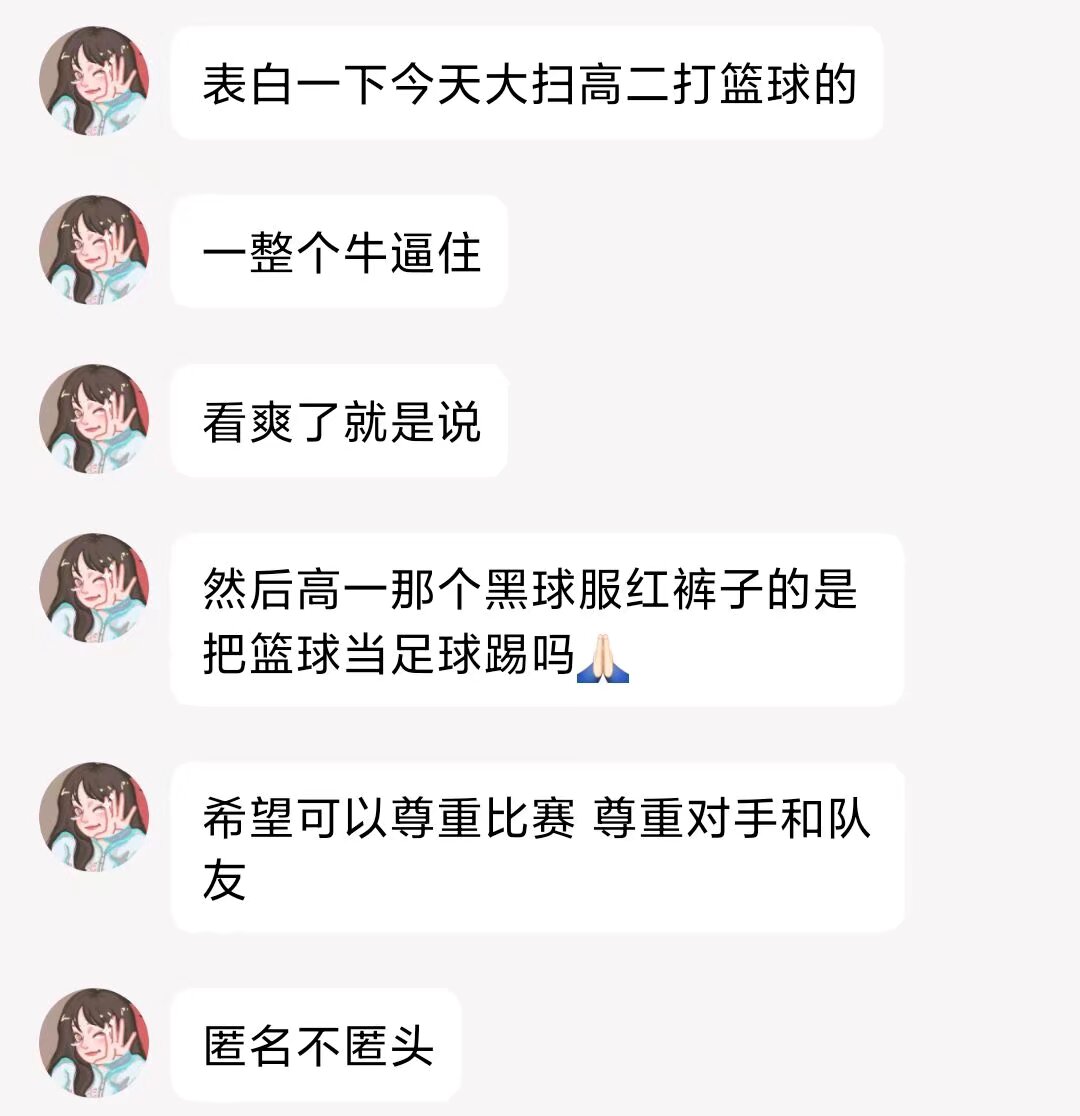 表白一下今天大扫高二打篮球的
一整个牛逼住
看爽了就是说
然后高一那个黑球服红裤子的是
把篮球当足球踢吗🙏🏻
希望可以尊重比赛 尊重对手和队
友
匿名不匿头